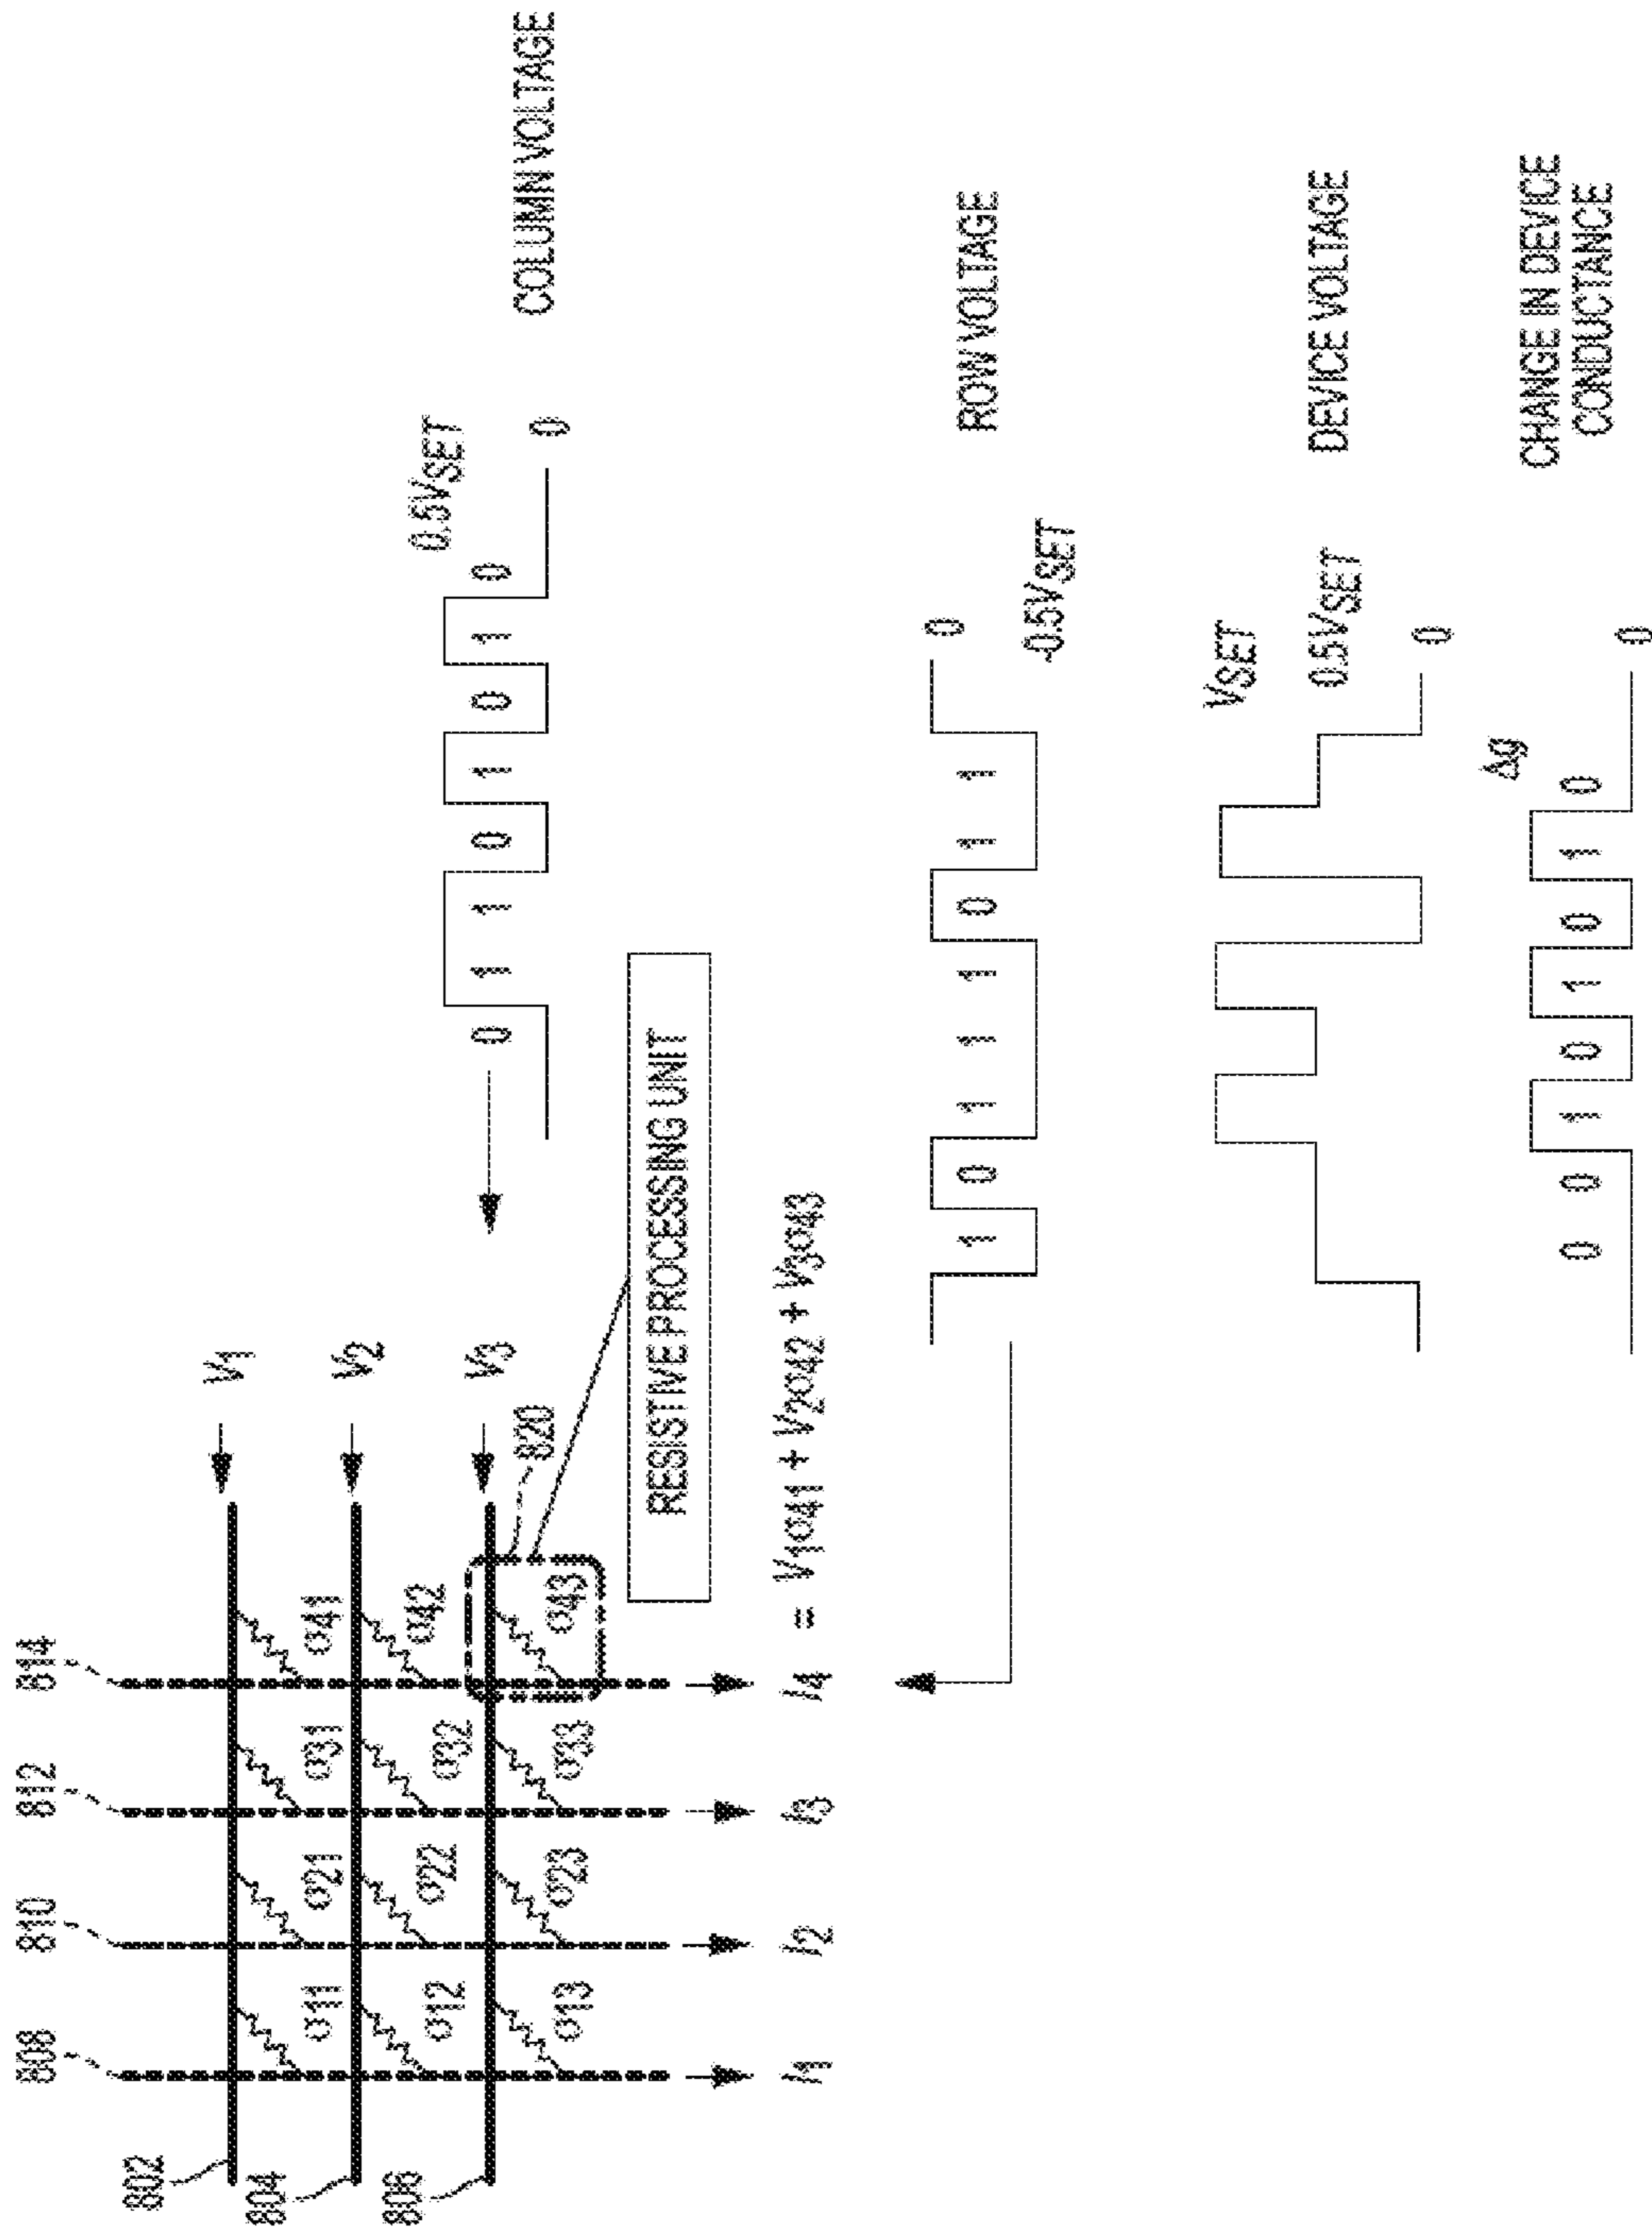 808 810 812 814
802
V1
σ11 σ21 σ31 σ41
804
V2
σ12 σ22 σ32 σ42
806
V3
σ13 σ23 σ33 σ43
820
0.5VSET
0 1 1 0 1 0 1 0
0
COLUMN VOLTAGE
RESISTIVE PROCESSING UNIT
I1 I2 I3 I4 = V1σ41 + V2σ42 + V3σ43
0
1 0 1 1 1 0 1 1
ROW VOLTAGE
-0.5VSET
VSET
0.5VSET
DEVICE VOLTAGE
0
Δg
0 0 1 0 1 0 1 0
0
CHANGE IN DEVICE
CONDUCTANCE